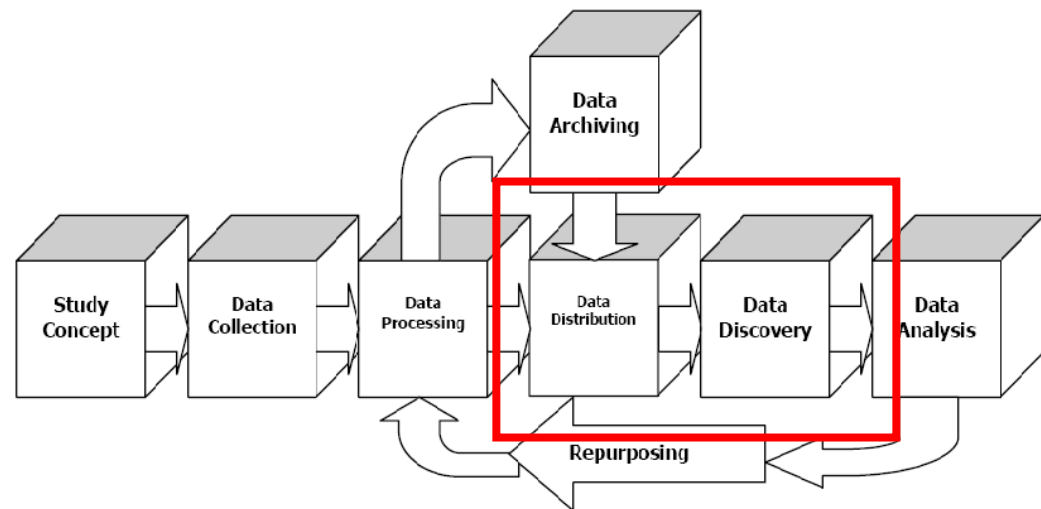 Data
Archiving
Study
Concept
Data
Collection
Data
Processing
Data
Distribution
Data
Discovery
Data
Analysis
Repurposing